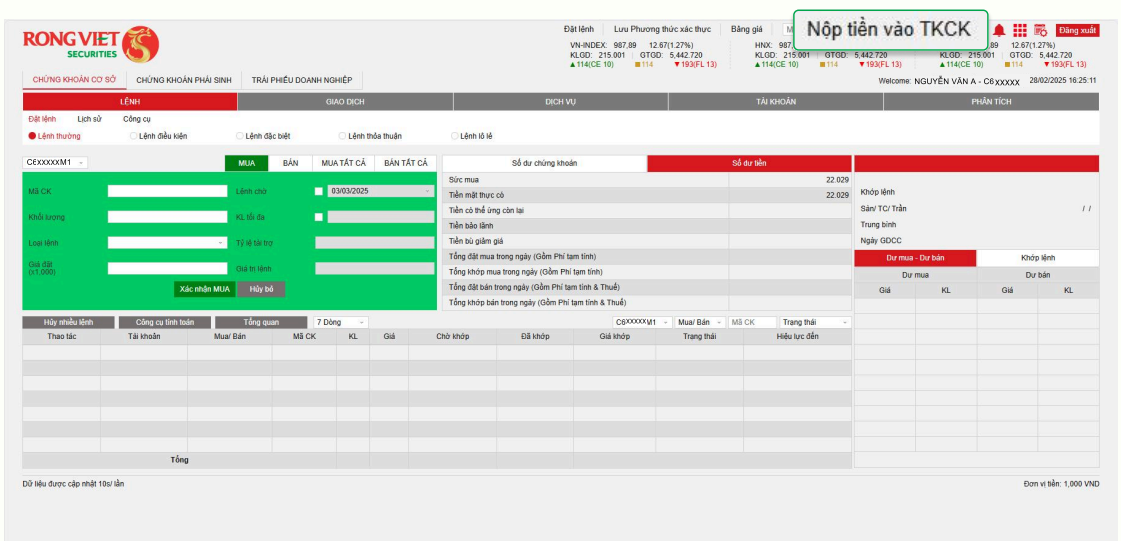 RONG VIET
SECURITIES
Đặt lệnh Lưu Phương thức xác thực Bảng giá Nộp tiền vào TKCK Đăng xuất
VN-INDEX: 987,89 12.67(1.27%) HNX: 987, 89 12.67(1.27%)
KLGD: 215.001 GTGD: 5,442.720 KLGD: 215.001 GTGD: 5,442.720 KLGD: 215.001 GTGD: 5,442.720
▲114(CE 10) ■114 ▼193(FL 13) ▲114(CE 10) ■114 ▼193(FL 13) ▲114(CE 10) ■114 ▼193(FL 13)
CHỨNG KHOÁN CƠ SỞ CHỨNG KHOÁN PHÁI SINH TRÁI PHIẾU DOANH NGHIỆP Welcome: NGUYỄN VĂN A - C6xxxxx 28/02/2025 16:25:11
LỆNH GIAO DỊCH DỊCH VỤ TÀI KHOẢN PHÂN TÍCH
Đặt lệnh Lịch sử Công cụ
Lệnh thường Lệnh điều kiện Lệnh đặc biệt Lệnh thỏa thuận Lệnh lô lẻ
C6XXXXXM1 MUA BÁN MUA TẤT CẢ BÁN TẤT CẢ Số dư chứng khoán Số dư tiền
Mã CK Lệnh chờ 03/03/2025
Khối lượng KL tối đa
Loại lệnh Tỷ lệ tài trợ
Giá đặt Giá trị lệnh
(x1.000)
Xác nhận MUA Hủy bỏ
Sức mua 22.029
Tiền mặt thực có 22.029
Tiền có thể ứng còn lại
Tiền bảo lãnh
Tiền bù giảm giá
Tổng đặt mua trong ngày (Gồm Phí tạm tính)
Tổng khớp mua trong ngày (Gồm Phí tạm tính)
Tổng đặt bán trong ngày (Gồm Phí tạm tính & Thuế)
Tổng khớp bán trong ngày (Gồm Phí tạm tính & Thuế)
Khớp lệnh
Sàn/ TC/ Trần / /
Trung bình
Ngày GDCC
Dư mua - Dư bán Khớp lệnh
Dư mua Dư bán
Giá KL Giá KL
Hủy nhiều lệnh Công cụ tính toán Tổng quan 7 Dòng C6XXXXXM1 Mua/ Bán Mã CK Trạng thái
Thao tác Tài khoản Mua/ Bán Mã CK KL Giá Chờ khớp Đã khớp Giá khớp Trạng thái Hiệu lực đến
Tổng
Dữ liệu được cập nhật 10s/ lần Đơn vị tiền: 1,000 VND